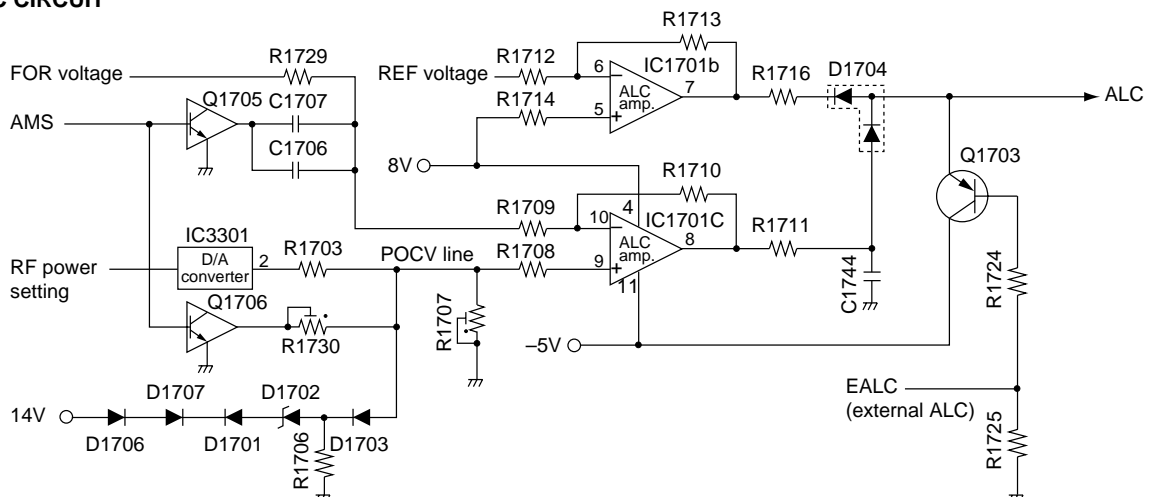 C CIRCUIT
FOR voltage
R1729
AMS
Q1705
C1707
C1706
REF voltage
R1712
R1713
6
IC1701b
ALC
amp.
7
5
R1714
R1716
D1704
ALC
Q1703
8V
R1709
R1710
4
10
IC1701C
ALC
amp.
8
9
11
R1708
R1711
C1744
R1724
RF power
setting
IC3301
D/A
converter
2
R1703
POCV line
Q1706
R1730
R1707
–5V
EALC
(external ALC)
R1725
14V
D1706
D1707
D1701
D1702
R1706
D1703